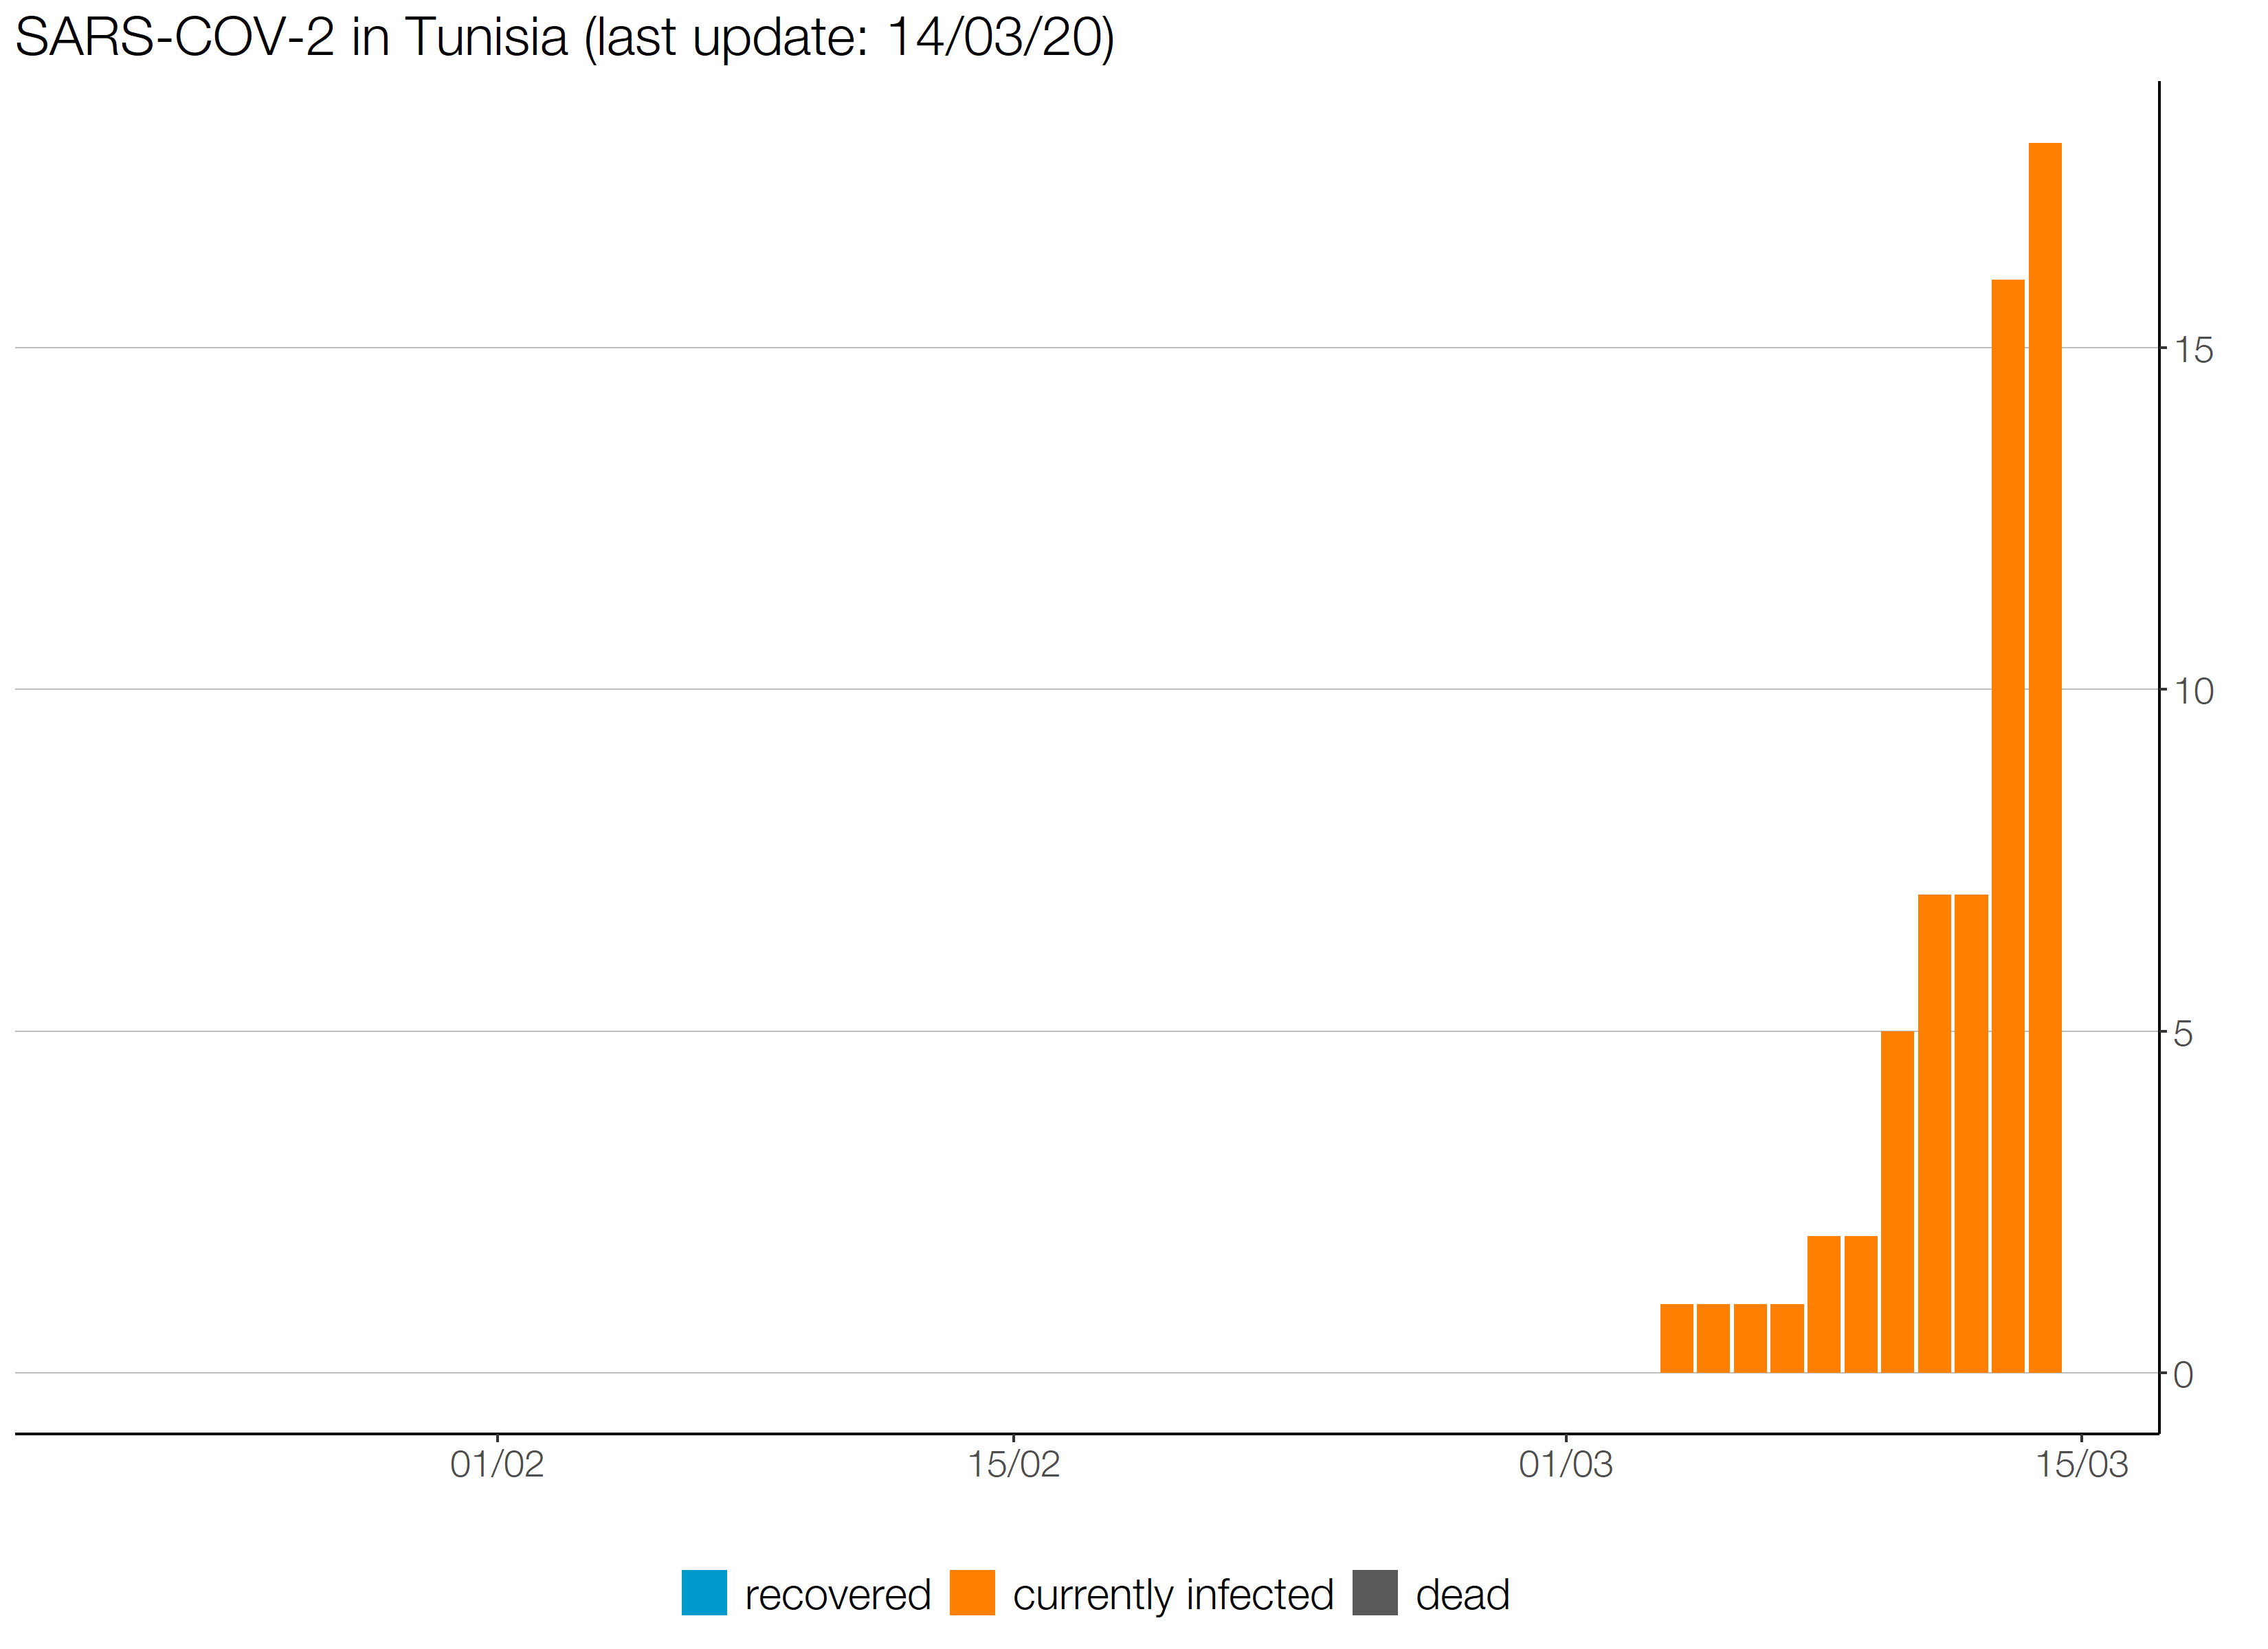 SARS-COV-2 in Tunisia (last update: 14/03/20)
15
10
5
0
01/02 15/02 01/03 15/03
recovered currently infected dead